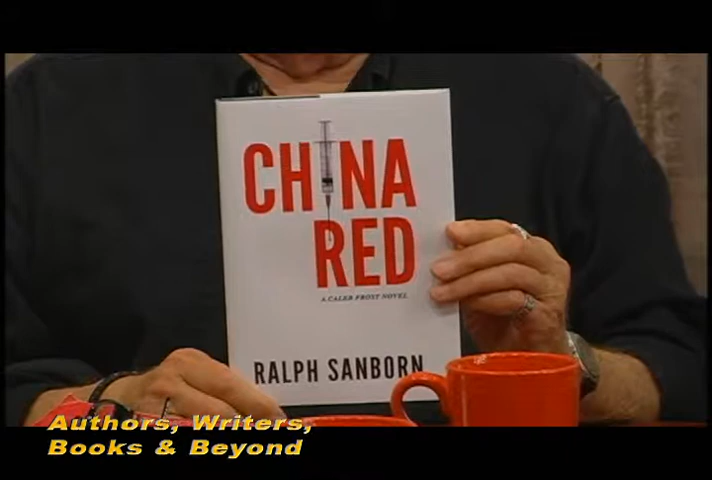 CHINA
RED
A CALEB FROST NOVEL
RALPH SANBORN
Authors, Writers,
Books & Beyond